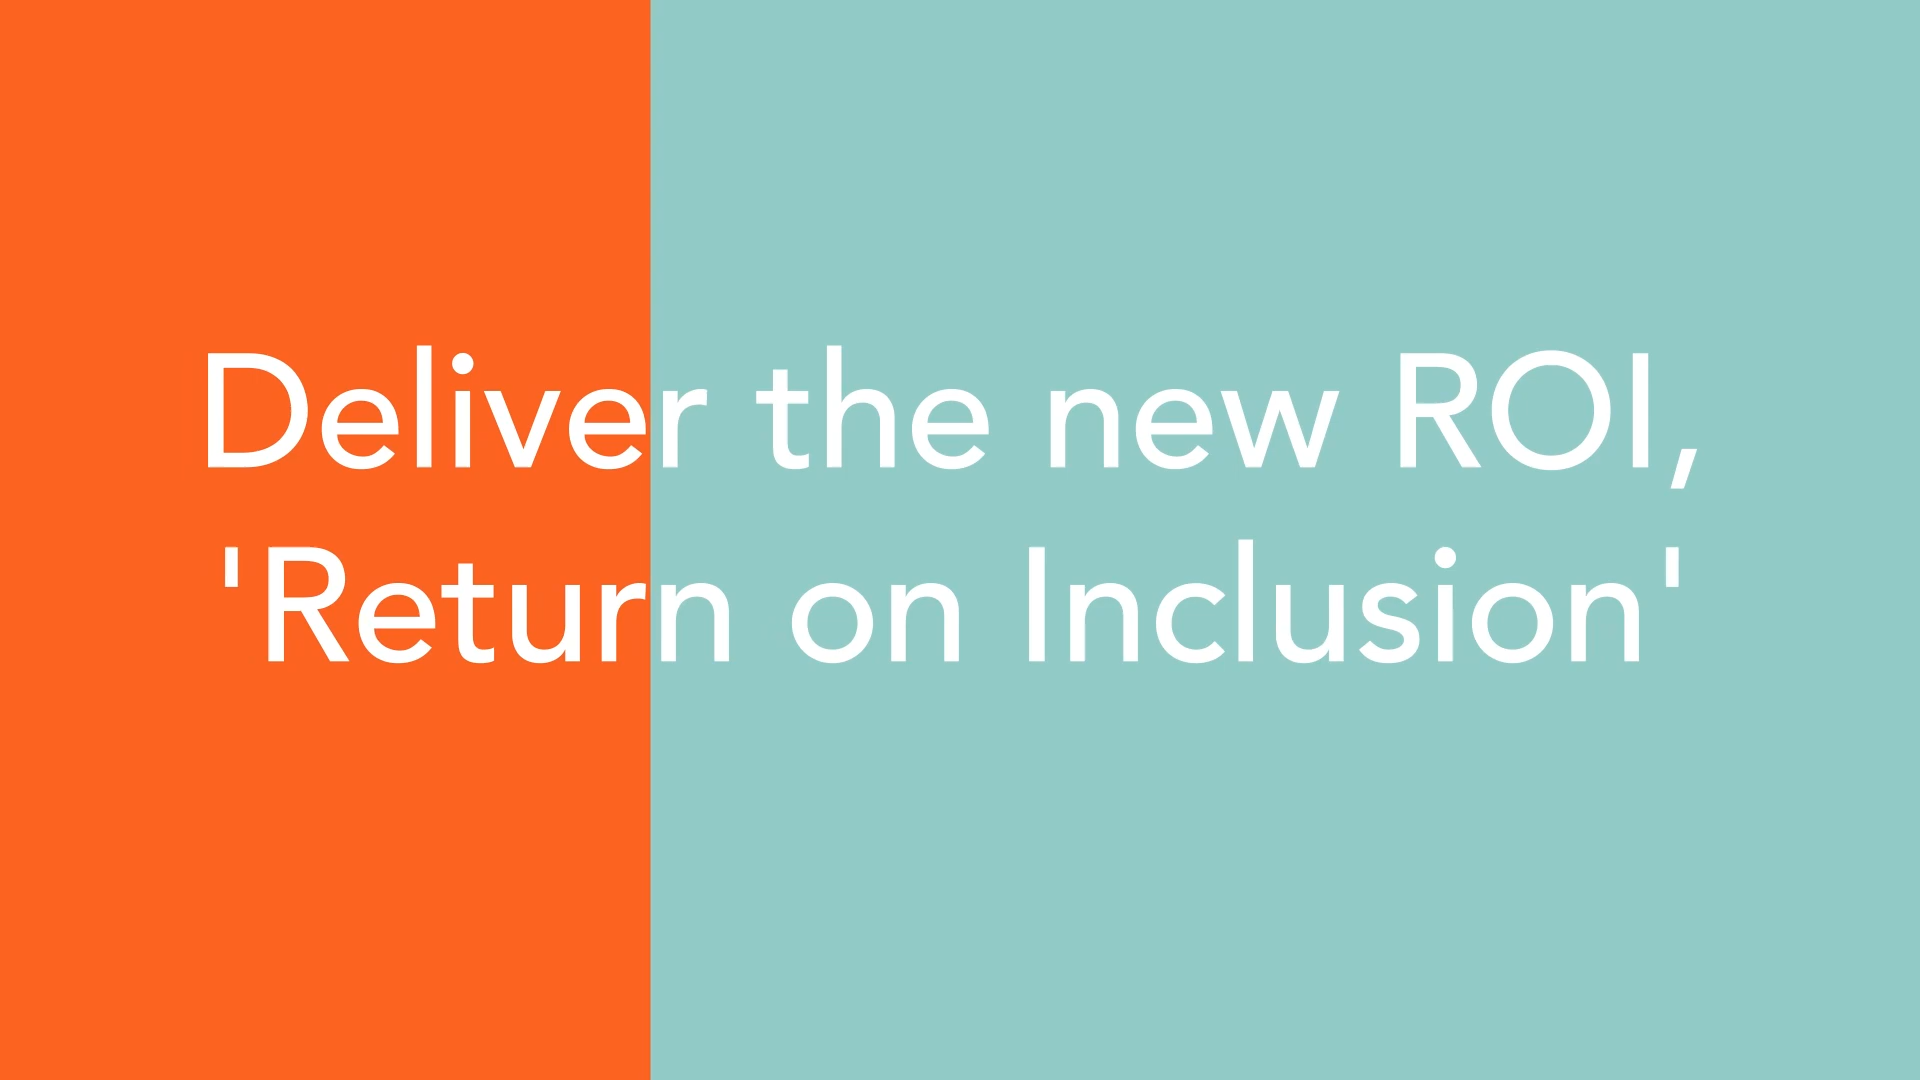 Deliver the new ROI,
'Return on Inclusion'